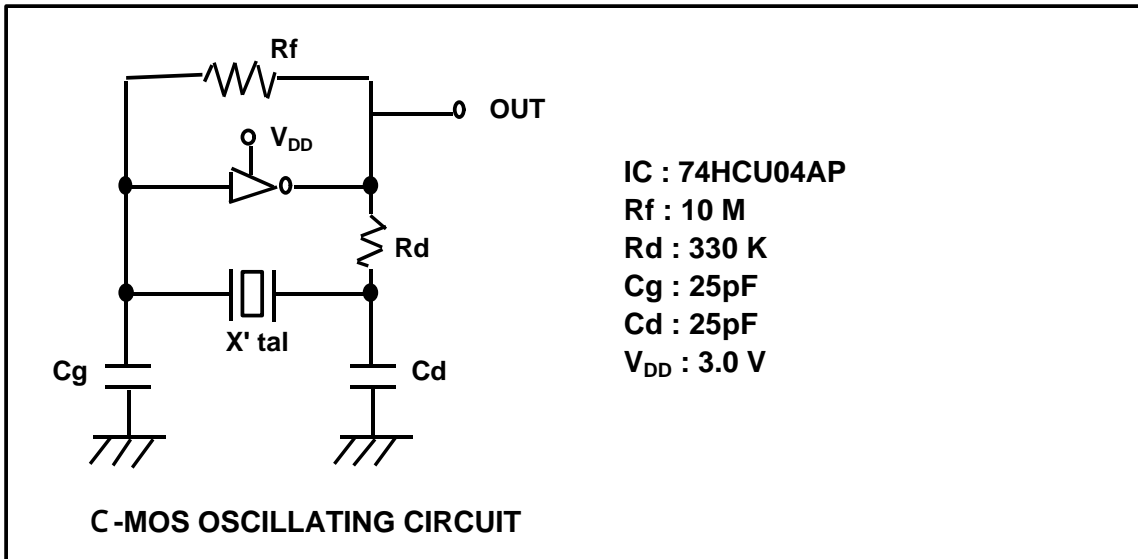 Rf
OUT
VDD
Rd
X' tal
Cg
Cd
IC : 74HCU04AP
Rf : 10 M
Rd : 330 K
Cg : 25pF
Cd : 25pF
VDD : 3.0 V
C-MOS OSCILLATING CIRCUIT